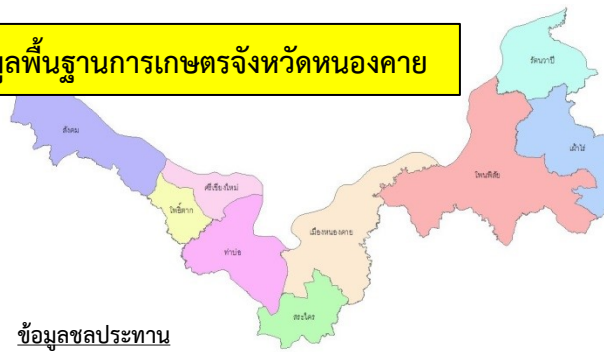 มูลพื้นฐานการเกษตรจังหวัดหนองคาย
รัตนวาปี
สังคม
เฝ้าไร่
ศรีเชียงใหม่
โพนพิสัย
โพธิ์ตาก
เมืองหนองคาย
ท่าบ่อ
สระใคร
ข้อมูลชลประทาน